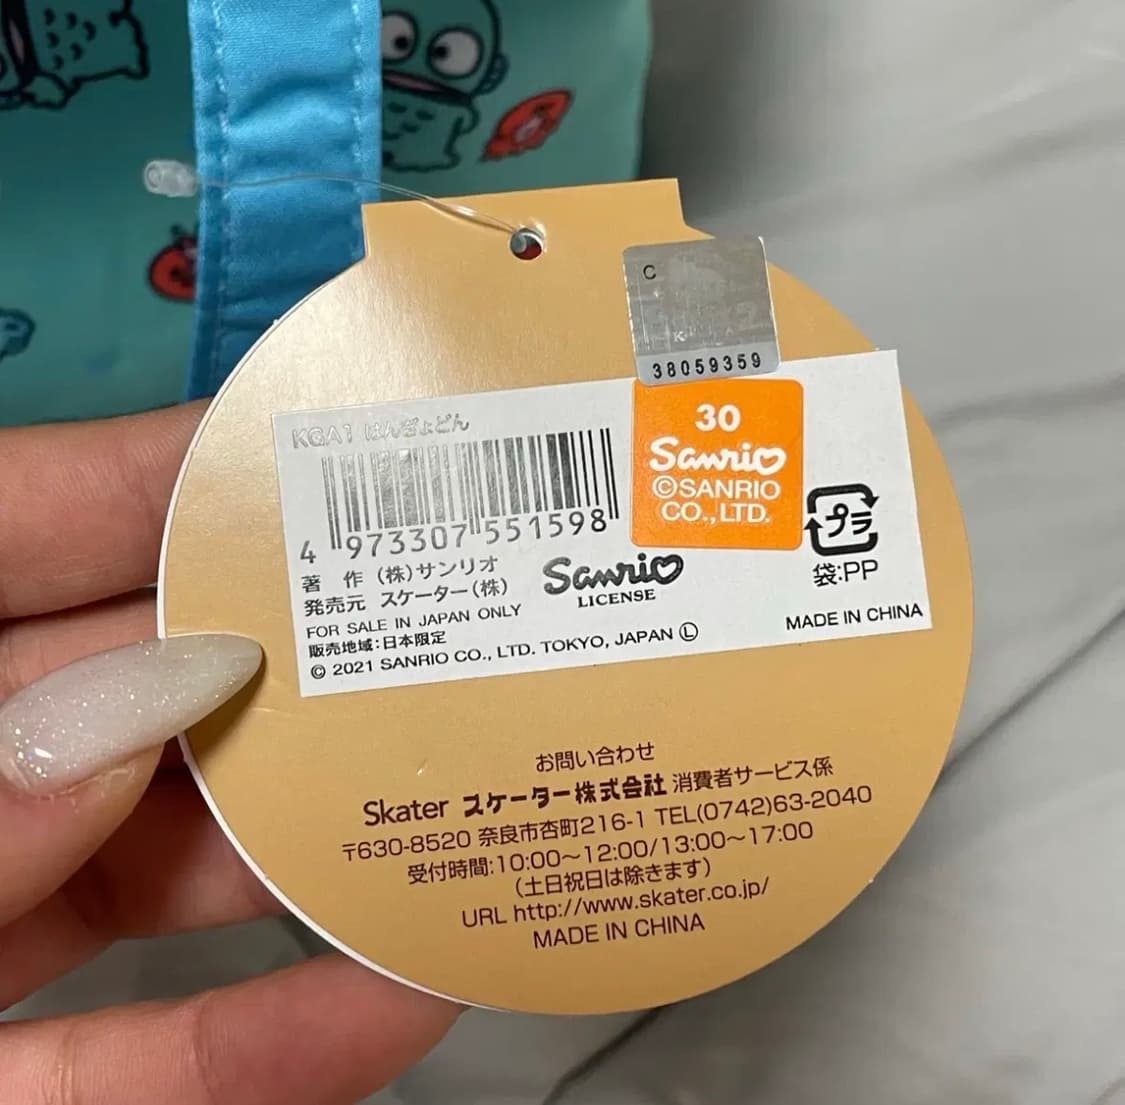 C
38059359
30
Sanrio
©SANRIO
CO., LTD.
KGA1 はんぎょどん
4 973307 551598
著 作 (株)サンリオ
発売元 スケーター(株)
Sanrio
LICENSE
プラ
袋:PP
FOR SALE IN JAPAN ONLY
販売地域:日本限定
© 2021 SANRIO CO., LTD. TOKYO, JAPAN Ⓛ
MADE IN CHINA
お問い合わせ
Skater スケーター株式会社 消費者サービス係
〒630-8520 奈良市杏町216-1 TEL(0742)63-2040
受付時間:10:00～12:00/13:00～17:00
(土日祝日は除きます)
URL http://www.skater.co.jp/
MADE IN CHINA